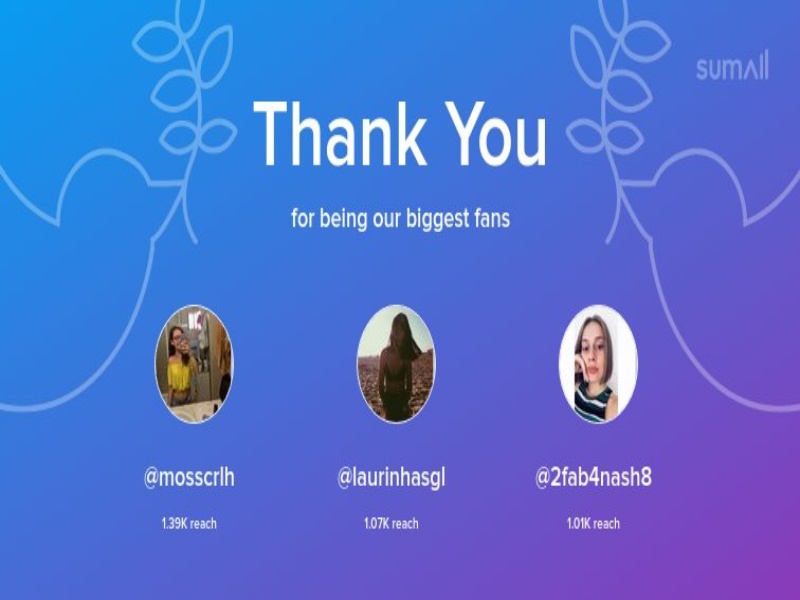 sumall
Thank You
for being our biggest fans
@mosscrlh @laurinhasgl @2fab4nash8
1.39K reach 1.07K reach 1.01K reach